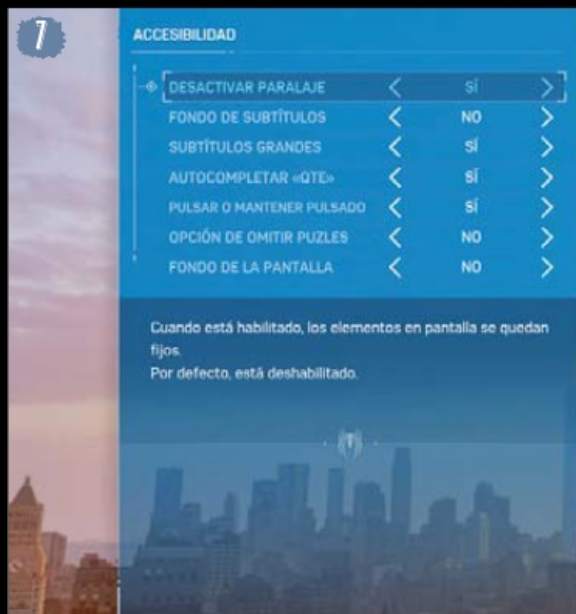 7
ACCESIBILIDAD
DESACTIVAR PARALAJE < SÍ >
FONDO DE SUBTÍTULOS < NO >
SUBTÍTULOS GRANDES < SÍ >
AUTOCOMPLETAR «QTE» < SÍ >
PULSAR O MANTENER PULSADO < SÍ >
OPCIÓN DE OMITIR PUZLES < NO >
FONDO DE LA PANTALLA < NO >
Cuando está habilitado, los elementos en pantalla se quedan
fijos.
Por defecto, está deshabilitado.